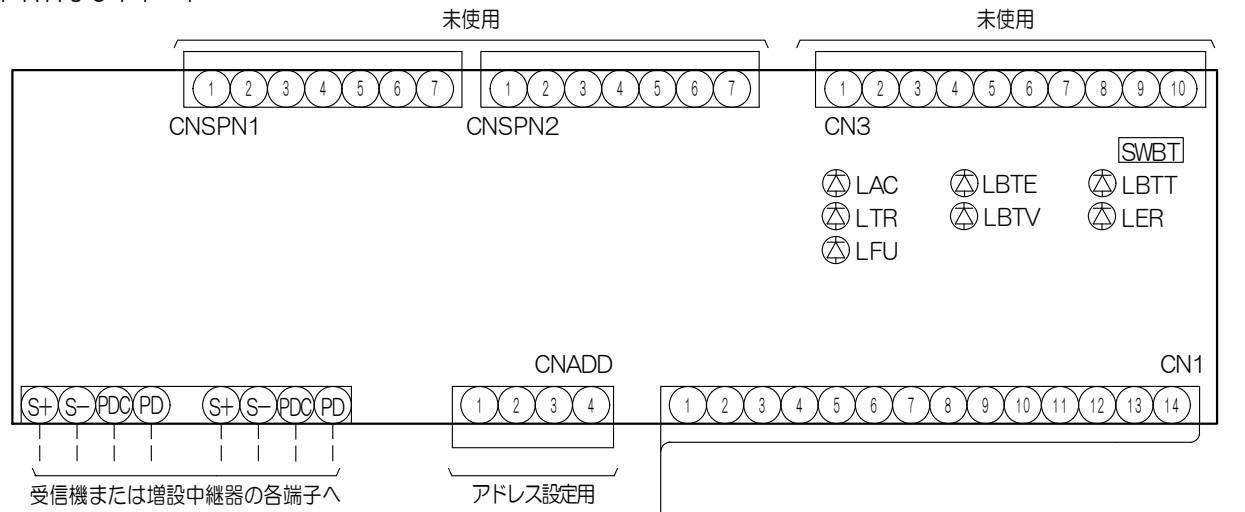 未使用
未使用
1 2 3 4 5 6 7
1 2 3 4 5 6 7
1 2 3 4 5 6 7 8 9 10
CNSPN1
CNSPN2
CN3
SWBT
LAC LBTE LBTT
LTR LBTV LER
LFU
CNADD
CN1
S+ S− PDC PD S+ S− PDC PD
1 2 3 4
1 2 3 4 5 6 7 8 9 10 11 12 13 14
受信機または増設中継器の各端子へ
アドレス設定用